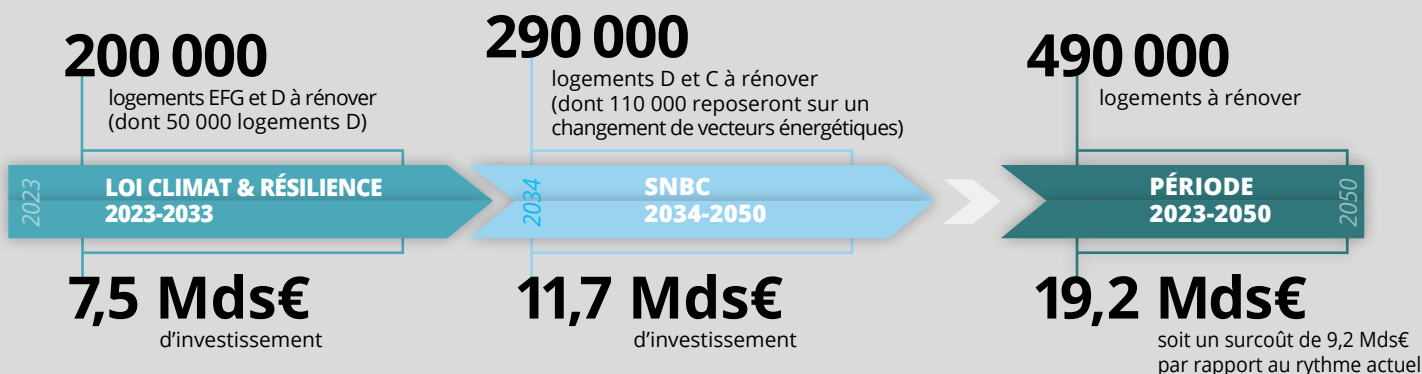 200 000
logements EFG et D à rénover
(dont 50 000 logements D)
2023
LOI CLIMAT & RÉSILIENCE
2023-2033
7,5 Mds€
d’investissement
290 000
logements D et C à rénover
(dont 110 000 reposeront sur un
changement de vecteurs énergétiques)
2034
SNBC
2034-2050
11,7 Mds€
d’investissement
490 000
logements à rénover
PÉRIODE
2023-2050
2050
19,2 Mds€
soit un surcoût de 9,2 Mds€
par rapport au rythme actuel